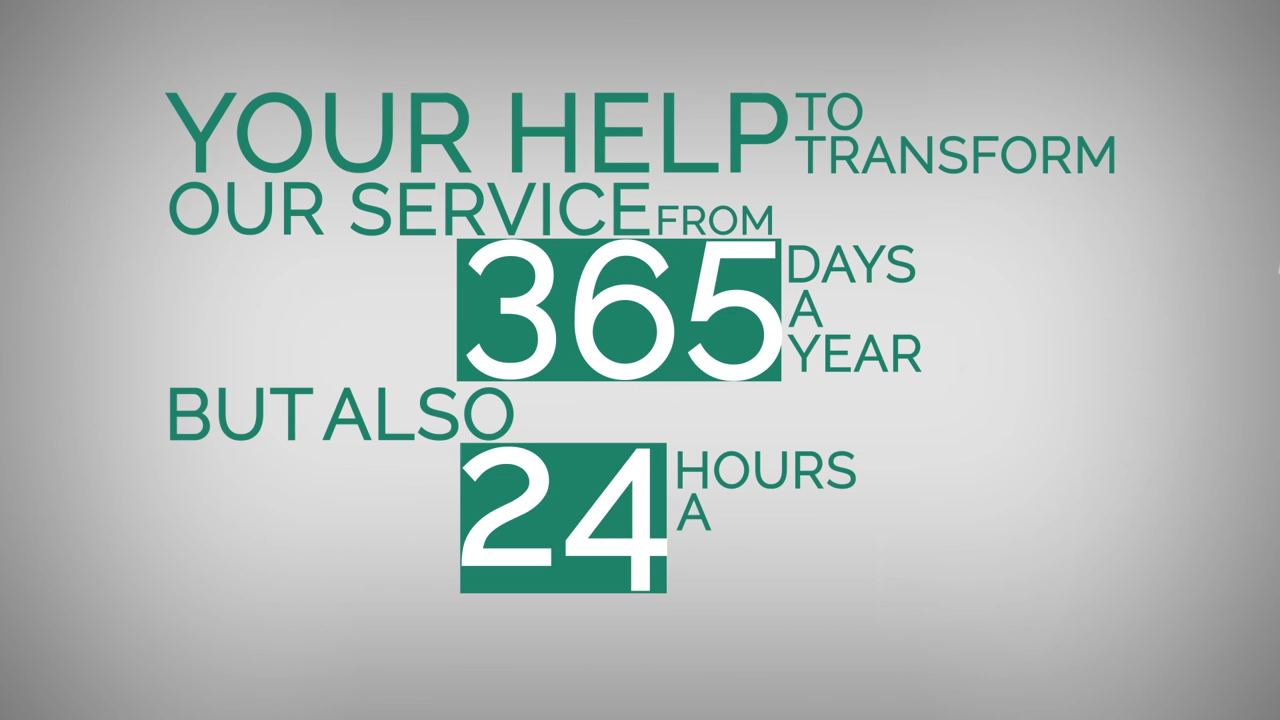 YOUR HELP TO
TRANSFORM
OUR SERVICE FROM
365 DAYS
A
YEAR
BUT ALSO
24 HOURS
A